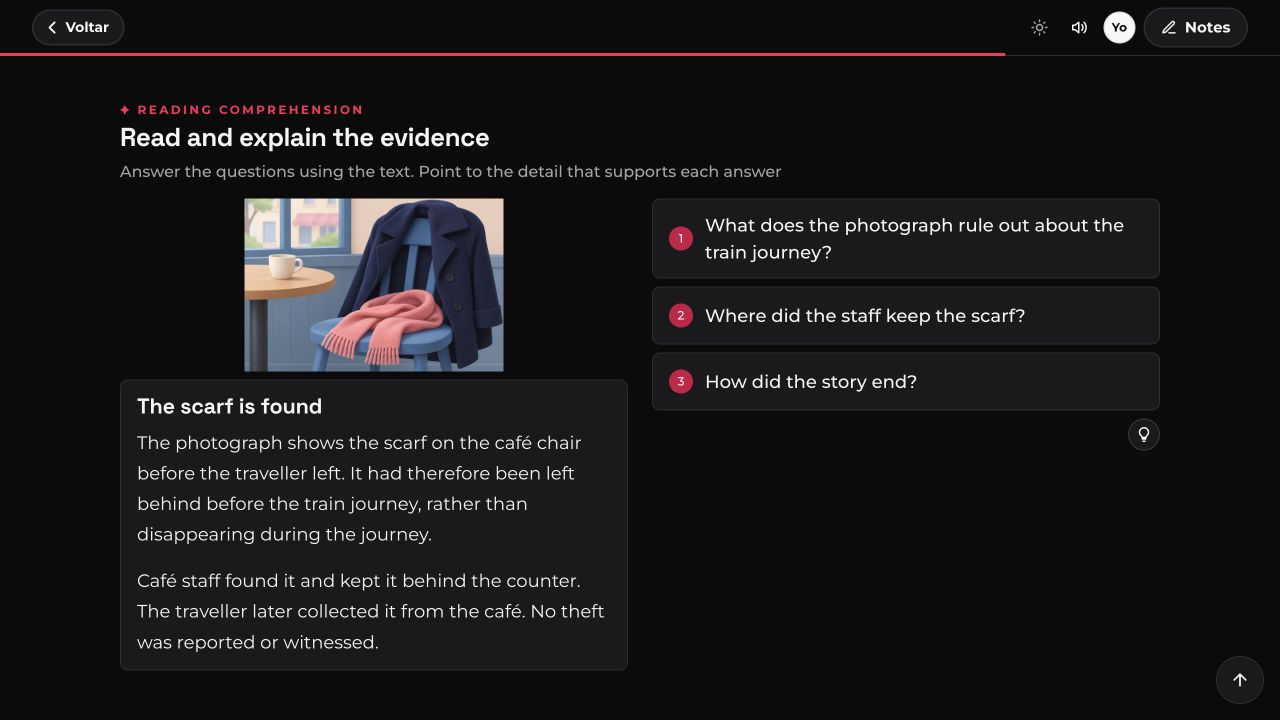 Voltar
Yo
Notes
READING COMPREHENSION
Read and explain the evidence
Answer the questions using the text. Point to the detail that supports each answer
The scarf is found
The photograph shows the scarf on the café chair
before the traveller left. It had therefore been left
behind before the train journey, rather than
disappearing during the journey.
Café staff found it and kept it behind the counter.
The traveller later collected it from the café. No theft
was reported or witnessed.
1 What does the photograph rule out about the
train journey?
2 Where did the staff keep the scarf?
3 How did the story end?